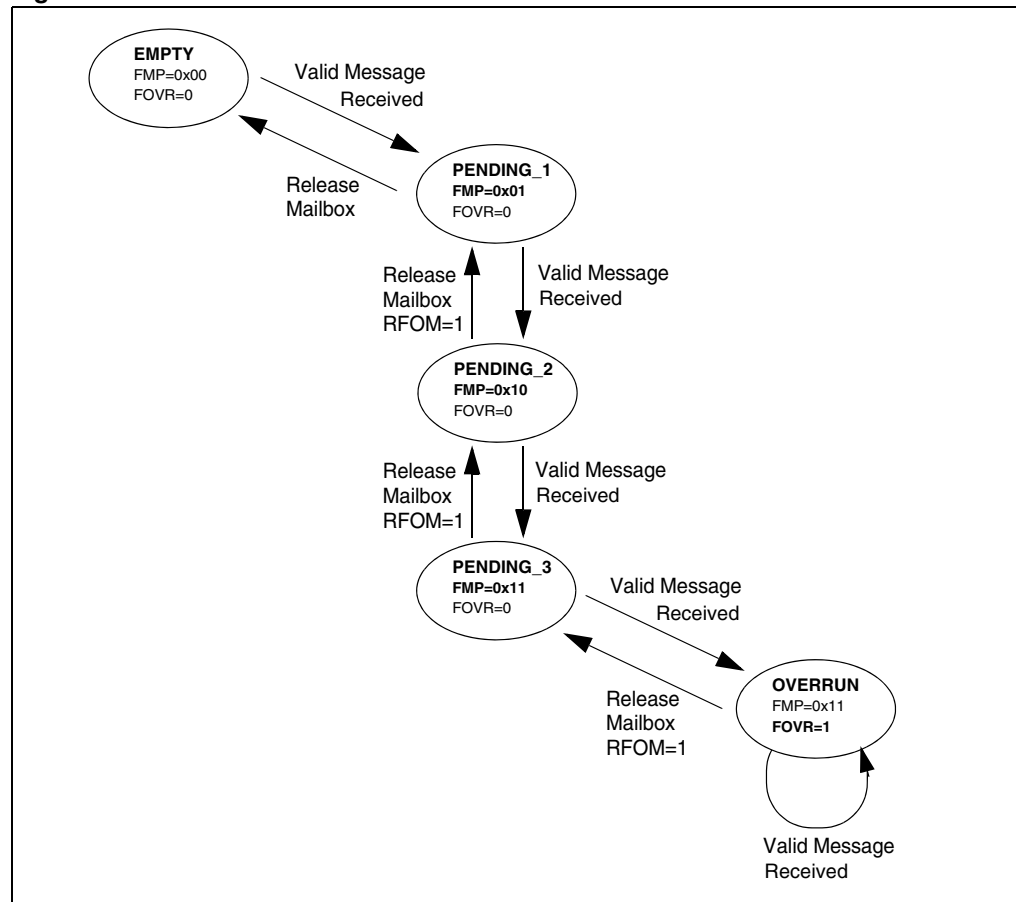 EMPTY
FMP=0x00
FOVR=0
Valid Message
Received
Release
Mailbox
PENDING_1
FMP=0x01
FOVR=0
Release
Mailbox
RFOM=1
Valid Message
Received
PENDING_2
FMP=0x10
FOVR=0
Release
Mailbox
RFOM=1
Valid Message
Received
PENDING_3
FMP=0x11
FOVR=0
Valid Message
Received
Release
Mailbox
RFOM=1
OVERRUN
FMP=0x11
FOVR=1
Valid Message
Received